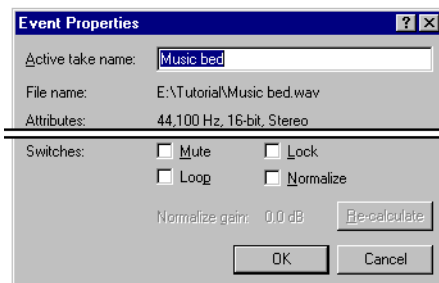 Event Properties
Active take name: Music bed
File name: E:\Tutorial\Music bed.wav
Attributes: 44,100 Hz, 16-bit, Stereo
Switches: Mute Lock
Loop Normalize
Normalize gain: 0.0 dB Re-calculate
OK Cancel